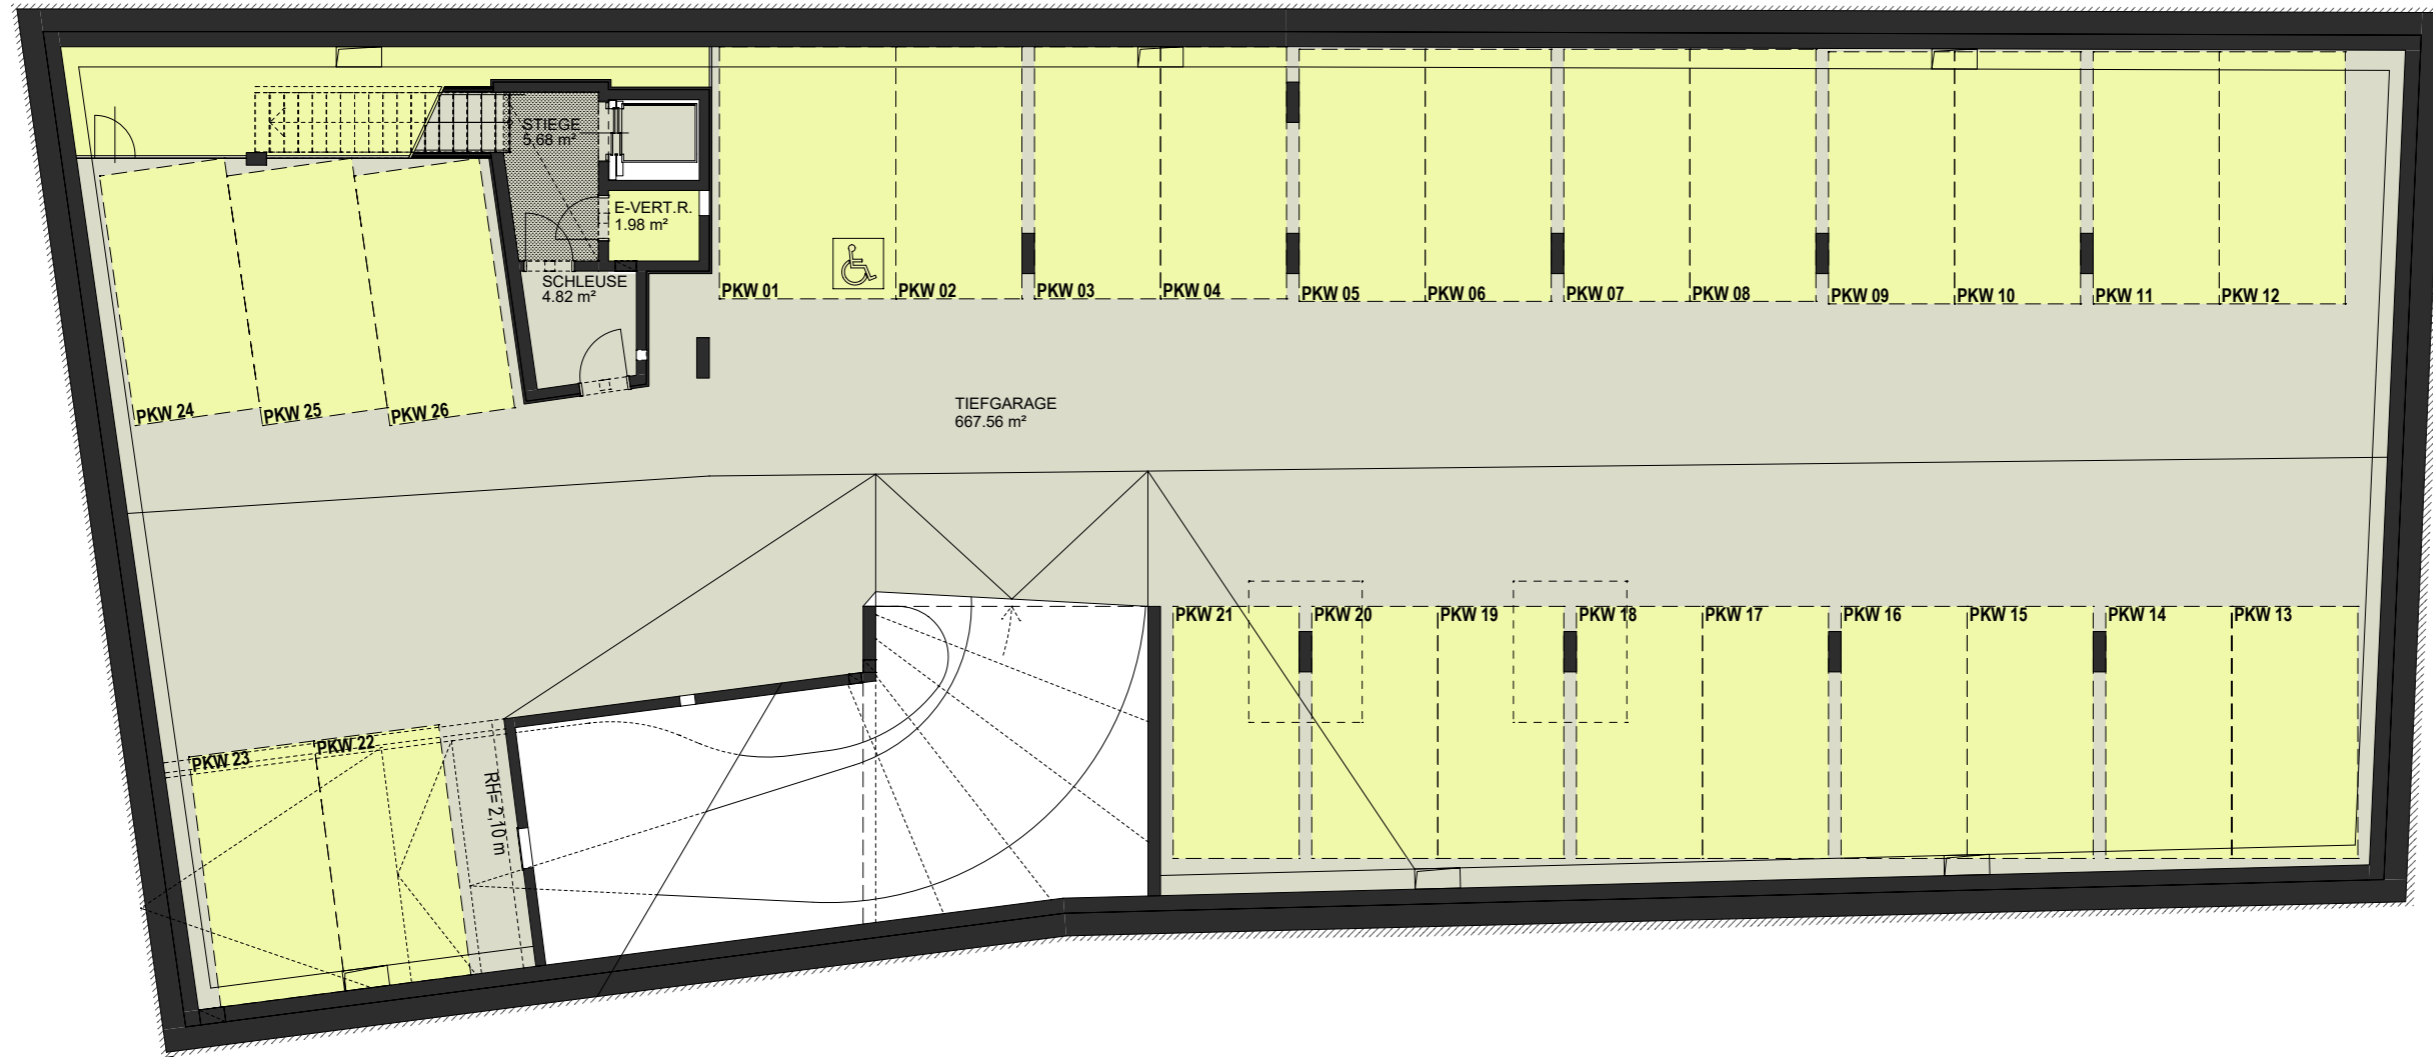 STIEGE
5,68 m²
E-VERT.R.
1.98 m²
SCHLEUSE
4.82 m²
PKW 01
PKW 02
PKW 03
PKW 04
PKW 05
PKW 06
PKW 07
PKW 08
PKW 09
PKW 10
PKW 11
PKW 12
PKW 24
PKW 25
PKW 26
TIEFGARAGE
667.56 m²
PKW 21
PKW 20
PKW 19
PKW 18
PKW 17
PKW 16
PKW 15
PKW 14
PKW 13
PKW 23
PKW 22
RH= 2,10 m